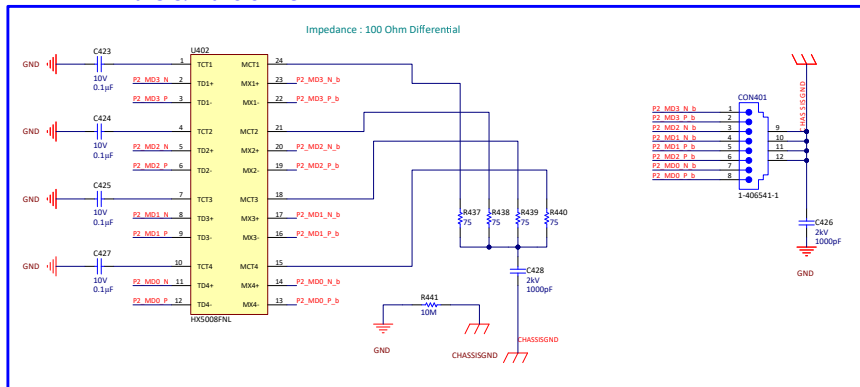 Impedance : 100 Ohm Differential
U402
HX5008FNL
GND
C423
10V
0.1µF
1 TCT1 MCT1 24
P2_MD3_N 2 TD1+ MX1+ 23 P2_MD3_N_b
P2_MD3_P 3 TD1- MX1- 22 P2_MD3_P_b
GND
C424
10V
0.1µF
4 TCT2 MCT2 21
P2_MD2_N 5 TD2+ MX2+ 20 P2_MD2_N_b
P2_MD2_P 6 TD2- MX2- 19 P2_MD2_P_b
GND
C425
10V
0.1µF
7 TCT3 MCT3 18
P2_MD1_N 8 TD3+ MX3+ 17 P2_MD1_N_b
P2_MD1_P 9 TD3- MX3- 16 P2_MD1_P_b
GND
C427
10V
0.1µF
10 TCT4 MCT4 15
P2_MD0_N 11 TD4+ MX4+ 14 P2_MD0_N_b
P2_MD0_P 12 TD4- MX4- 13 P2_MD0_P_b
R437
75
R438
75
R439
75
R440
75
C428
2kV
1000pF
CHASSISGND
R441
10M
GND
CHASSISGND
CON401
P2_MD3_N_b 1
P2_MD3_P_b 2
P2_MD2_N_b 3
P2_MD1_N_b 4
P2_MD1_P_b 5
P2_MD2_P_b 6
P2_MD0_N_b 7
P2_MD0_P_b 8
9
10
11
12
1-406541-1
CHASSISGND
C426
2kV
1000pF
GND